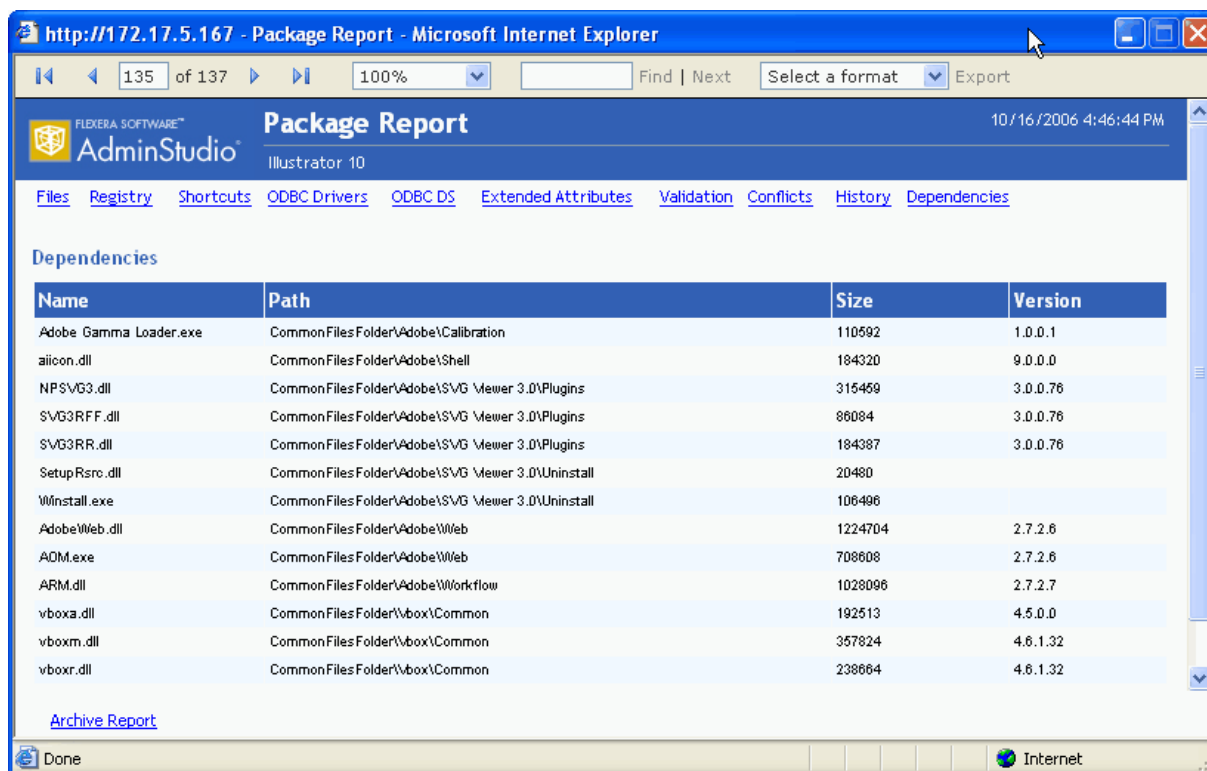 http://172.17.5.167 - Package Report - Microsoft Internet Explorer
135 of 137 100% Find | Next Select a format Export
FLEXERA SOFTWARE™
AdminStudio®
Package Report
10/16/2006 4:46:44 PM
Illustrator 10
Files Registry Shortcuts ODBC Drivers ODBC DS Extended Attributes Validation Conflicts History Dependencies
Dependencies
Name Path Size Version
Adobe Gamma Loader.exe CommonFilesFolder\Adobe\Calibration 110592 1.0.0.1
aiicon.dll CommonFilesFolder\Adobe\Shell 184320 9.0.0.0
NPSVG3.dll CommonFilesFolder\Adobe\SVG Viewer 3.0\Plugins 315459 3.0.0.76
SVG3RFF.dll CommonFilesFolder\Adobe\SVG Viewer 3.0\Plugins 86084 3.0.0.76
SVG3RR.dll CommonFilesFolder\Adobe\SVG Viewer 3.0\Plugins 184387 3.0.0.76
SetupRsrc.dll CommonFilesFolder\Adobe\SVG Viewer 3.0\Uninstall 20480
Winstall.exe CommonFilesFolder\Adobe\SVG Viewer 3.0\Uninstall 106496
AdobeWeb.dll CommonFilesFolder\Adobe\Web 1224704 2.7.2.6
AOM.exe CommonFilesFolder\Adobe\Web 708608 2.7.2.6
ARM.dll CommonFilesFolder\Adobe\Workflow 1028096 2.7.2.7
vboxa.dll CommonFilesFolder\Vbox\Common 192513 4.5.0.0
vboxm.dll CommonFilesFolder\Vbox\Common 357824 4.6.1.32
vboxr.dll CommonFilesFolder\Vbox\Common 238664 4.6.1.32
Archive Report
Done Internet